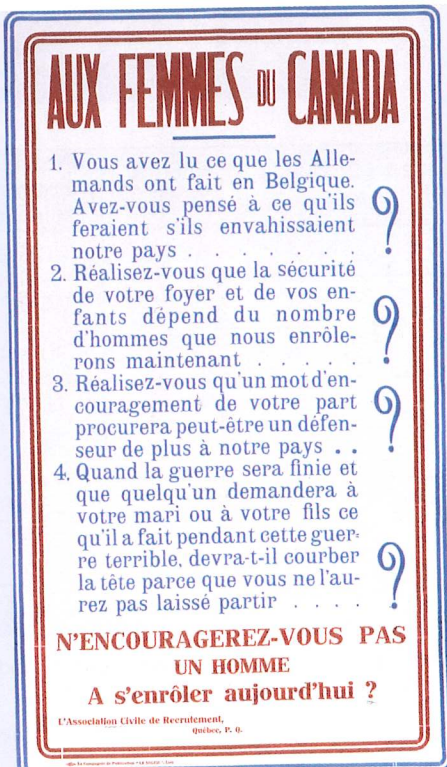 AUX FEMMES DU CANADA
1. Vous avez lu ce que les Alle-
mands ont fait en Belgique.
Avez-vous pensé à ce qu'ils
feraient s'ils envahissaient
notre pays . . . . . . . ?
2. Réalisez-vous que la sécurité
de votre foyer et de vos en-
fants dépend du nombre
d'hommes que nous enrôle-
rons maintenant . . . . . ?
3. Réalisez-vous qu'un mot d'en-
couragement de votre part
procurera peut-être un défen-
seur de plus à notre pays . . ?
4. Quand la guerre sera finie et
que quelqu'un demandera à
votre mari ou à votre fils ce
qu'il a fait pendant cette guer-
re terrible, devra-t-il courber
la tête parce que vous ne l'au-
rez pas laissé partir . . . . ?
N'ENCOURAGEREZ-VOUS PAS
UN HOMME
A s'enrôler aujourd'hui ?
L'Association Civile de Recrutement,
Québec, P. Q.